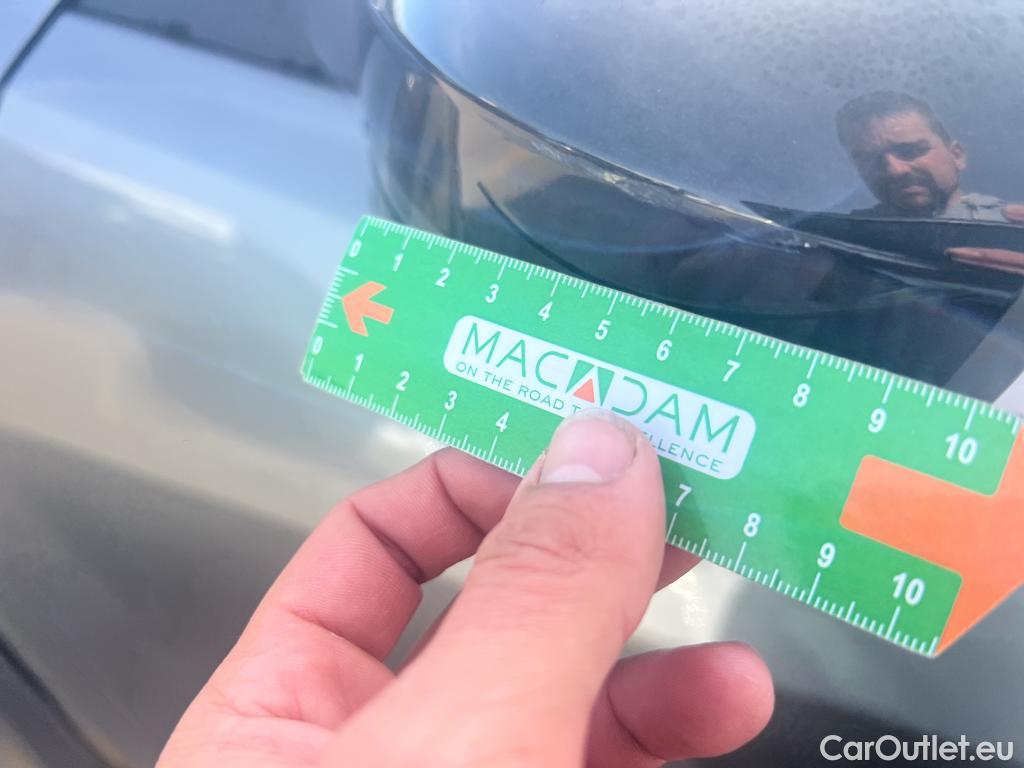 0 1 2 3 4 5 6 7 8 9 10
MACADAM
ON THE ROAD
ELLENCE
0 1 2 3 4 7 8 9 10
CarOutlet.eu